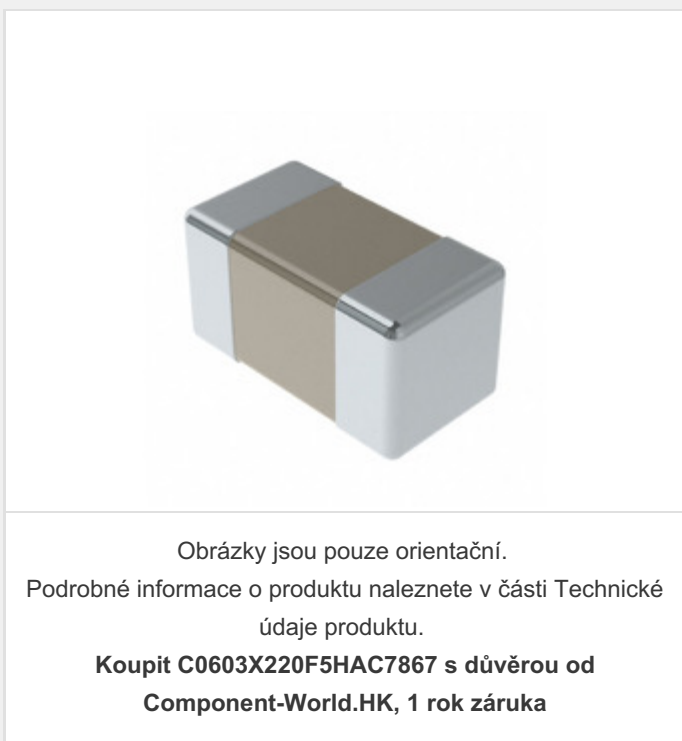 Obrázky jsou pouze orientační.
Podrobné informace o produktu naleznete v části Technické
údaje produktu.
Koupit C0603X220F5HAC7867 s důvěrou od
Component-World.HK, 1 rok záruka